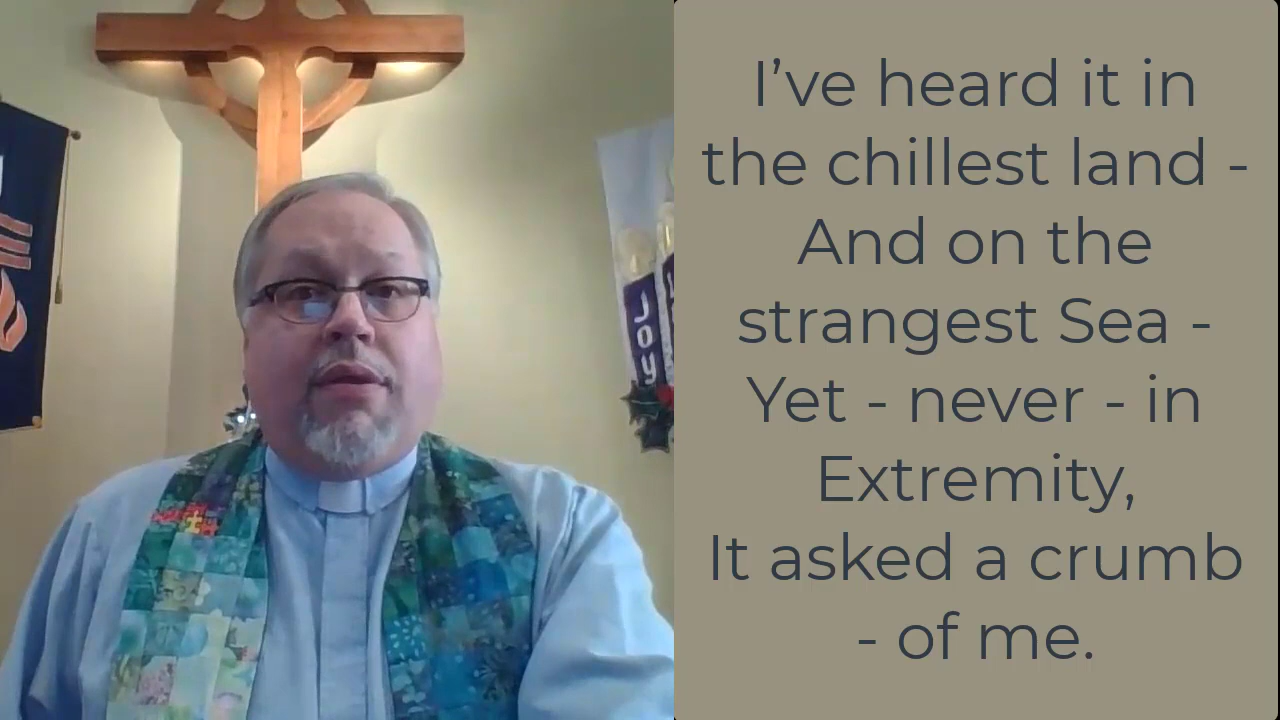 I’ve heard it in
the chillest land -
And on the
strangest Sea -
Yet - never - in
Extremity,
It asked a crumb
- of me.
JOY